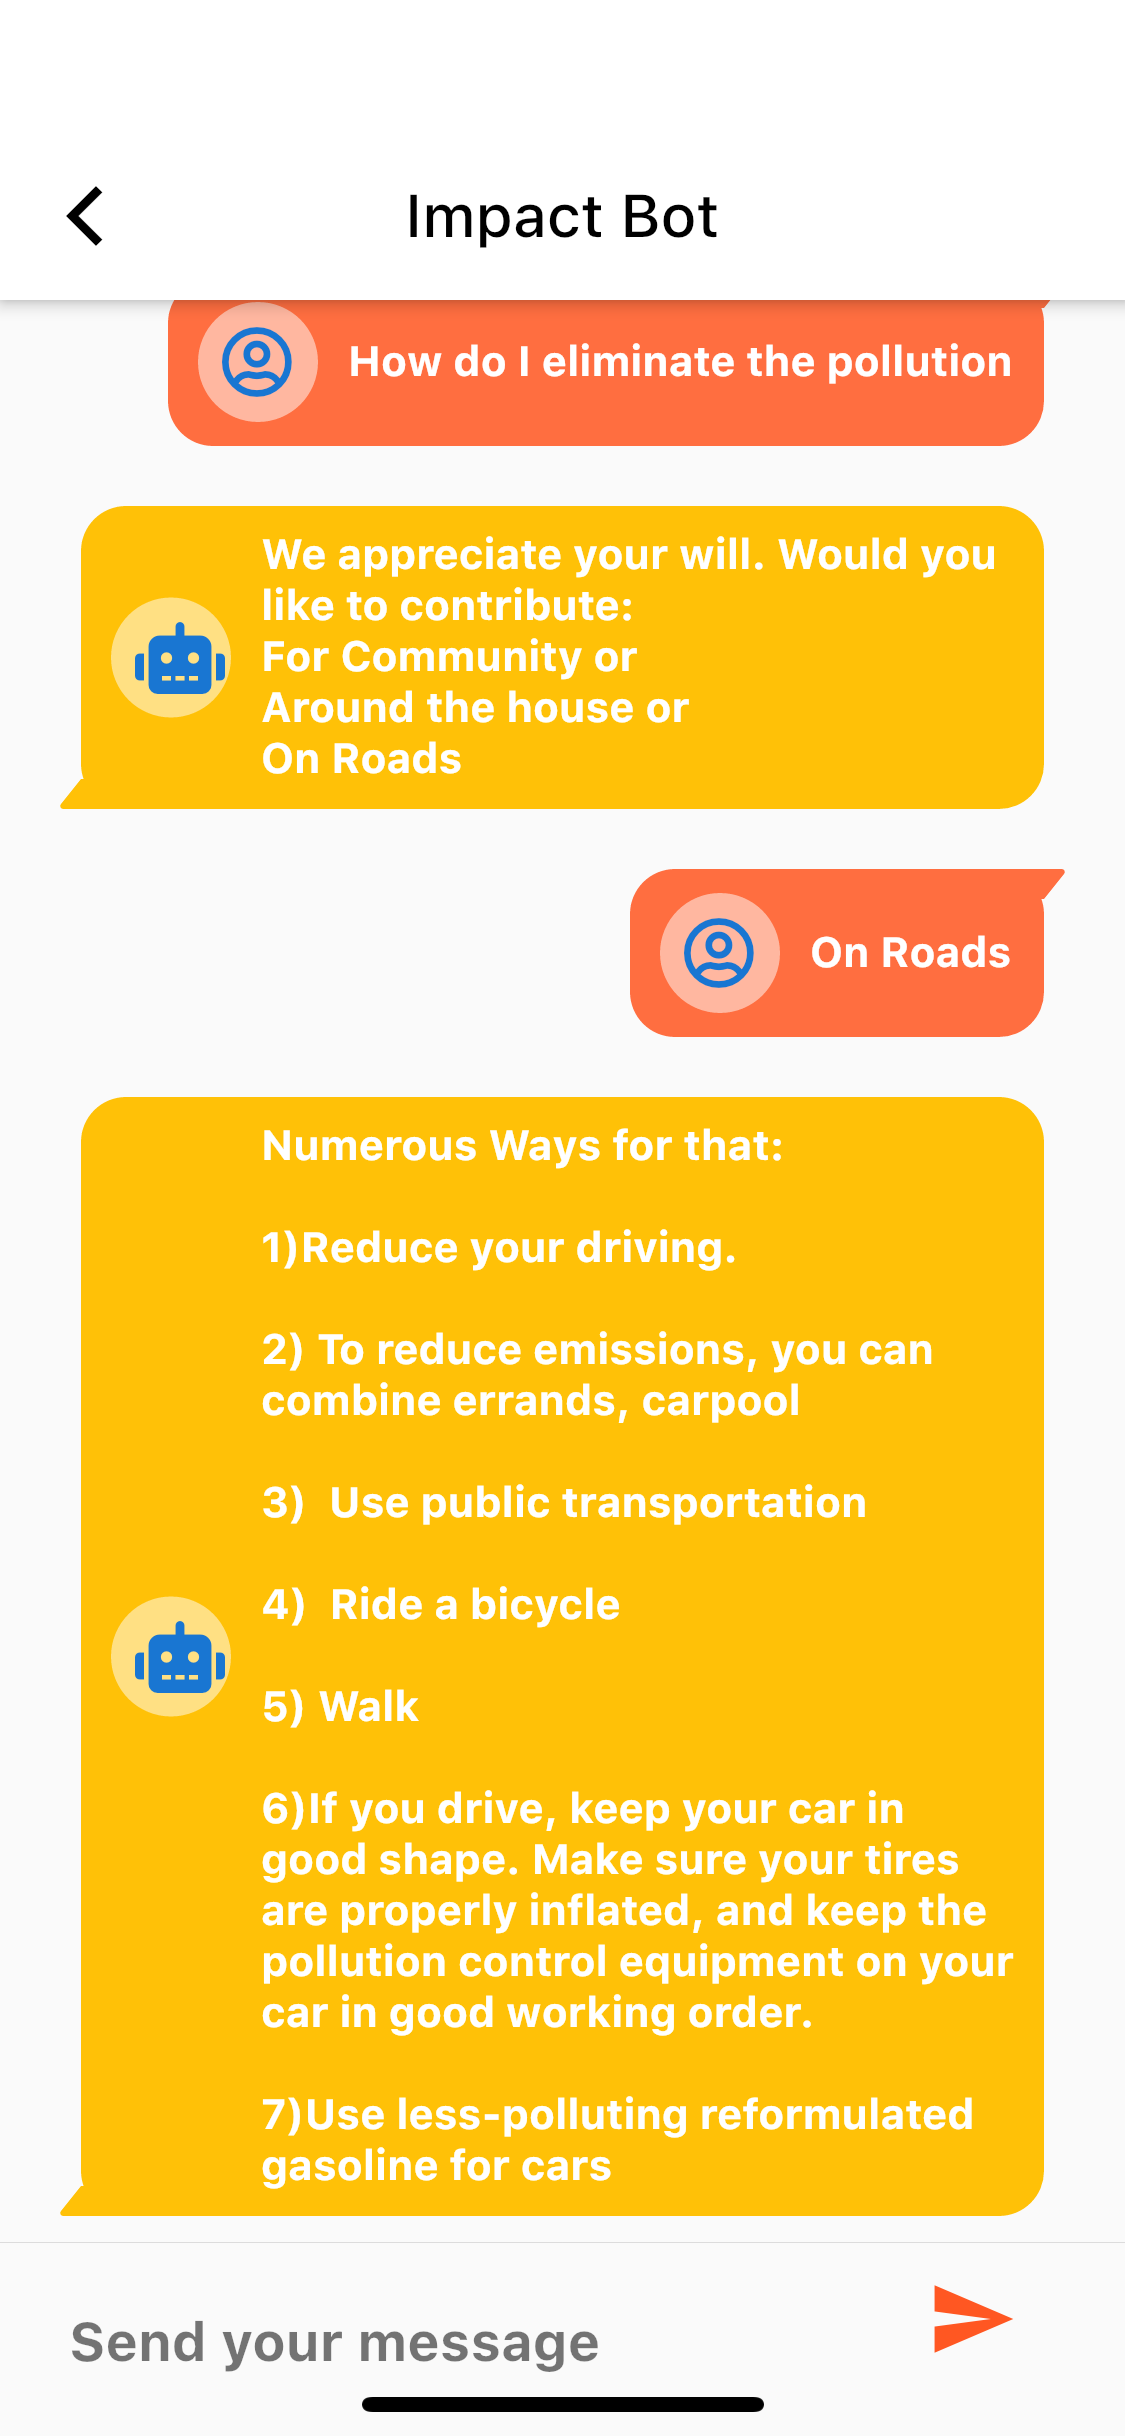 Impact Bot
How do I eliminate the pollution
We appreciate your will. Would you
like to contribute:
For Community or
Around the house or
On Roads
On Roads
Numerous Ways for that:
1)Reduce your driving.
2) To reduce emissions, you can
combine errands, carpool
3)  Use public transportation
4)  Ride a bicycle
5) Walk
6)If you drive, keep your car in
good shape. Make sure your tires
are properly inflated, and keep the
pollution control equipment on your
car in good working order.
7)Use less-polluting reformulated
gasoline for cars
Send your message